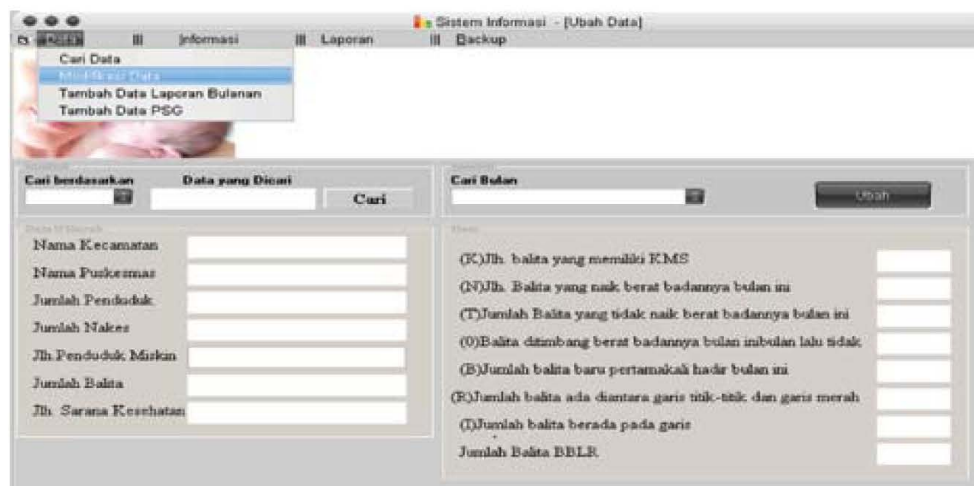 Sistem Informasi - [Ubah Data]
Data ||| Informasi ||| Laporan ||| Backup
Cari Data
Modifikasi Data
Tambah Data Laporan Bulanan
Tambah Data PSG
Cari berdasarkan
Data yang Dicari
Cari
Cari Bulan
Ubah
Nama Kecamatan
Nama Puskesmas
Jumlah Penduduk
Jumlah Nakes
Jlh.Penduduk Miskin
Jumlah Balita
Jlh. Sarana Kesehatan
(K)Jlh. balita yang memiliki KMS
(N)Jlh. Balita yang naik berat badannya bulan ini
(T)Jumlah Balita yang tidak naik berat badannya bulan ini
(0)Balita ditimbang berat badannya bulan inibulan lalu tidak
(B)Jumlah balita baru pertamakali hadir bulan ini
(R)Jumlah balita ada diantara garis titik-titik dan garis merah
(I)Jumlah balita berada pada garis
Jumlah Balita BBLR